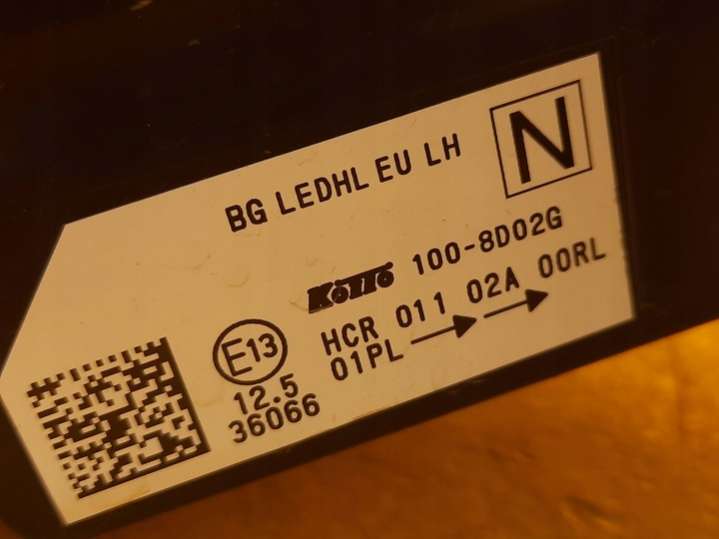 N
BG LEDHL EU LH
KOITO 100-8D02G
E13
HCR 011 02A 00RL
01PL
12.5
36066